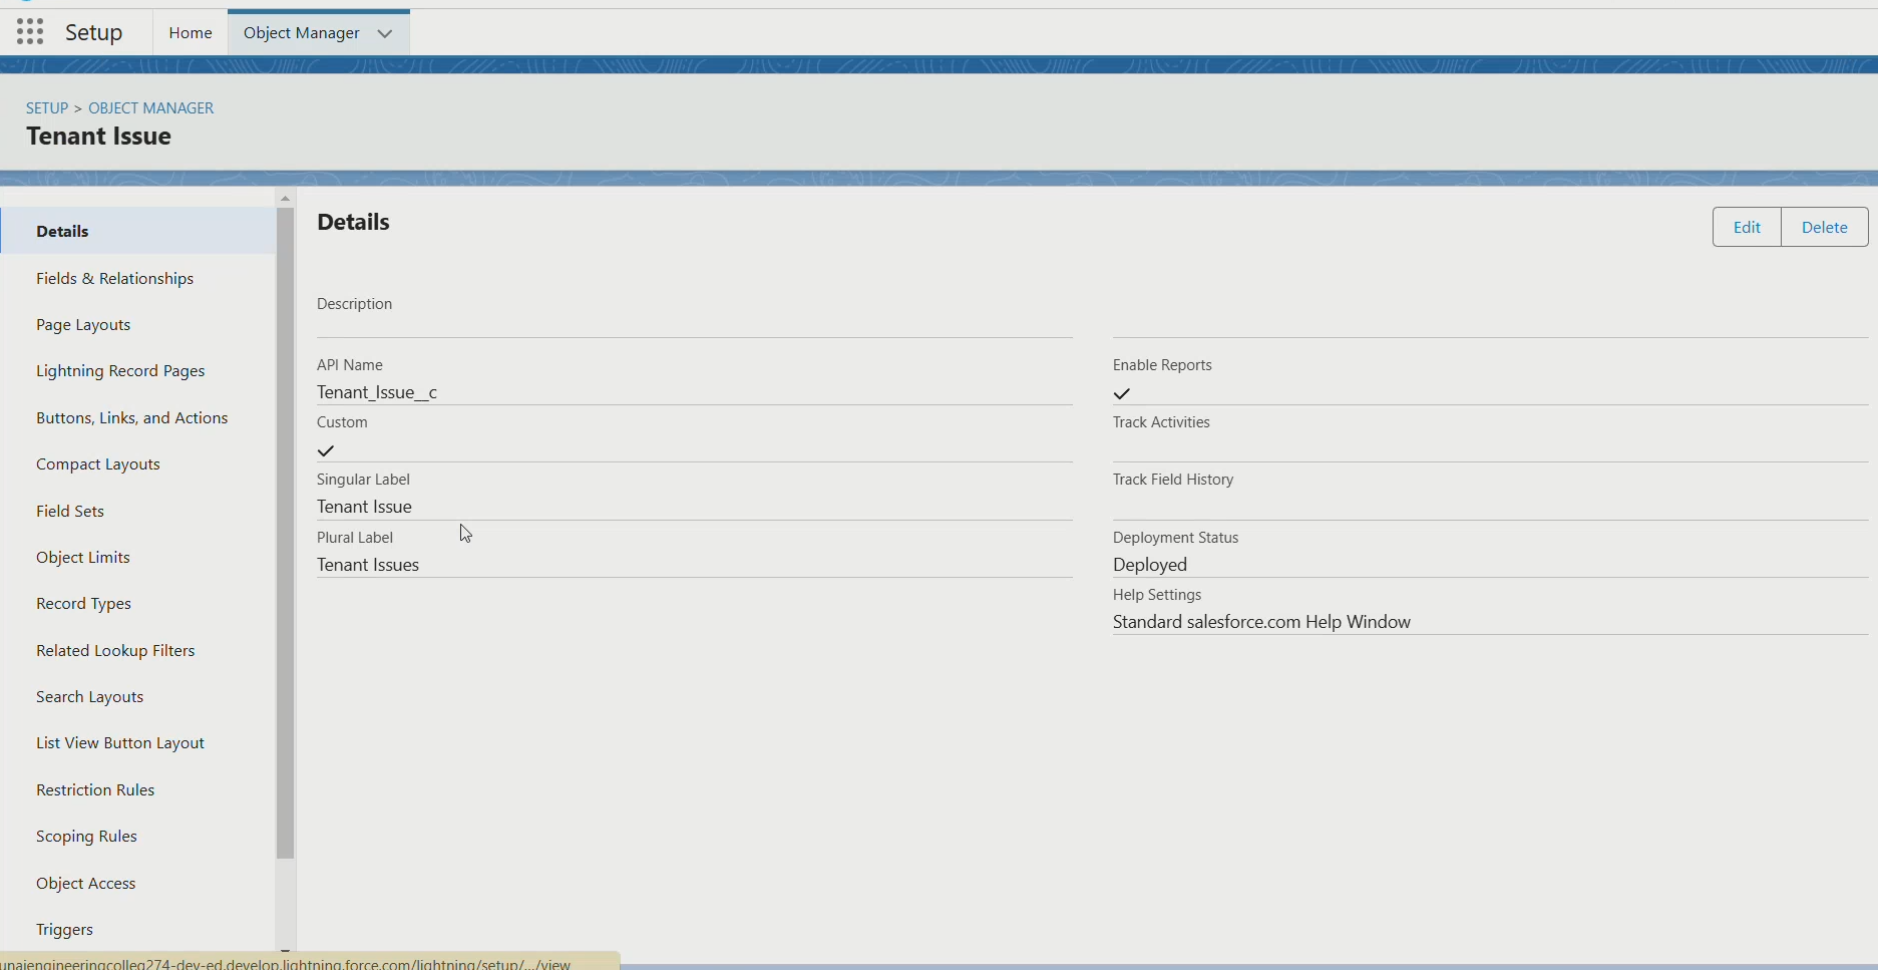 Setup
Home
Object Manager
SETUP > OBJECT MANAGER
Tenant Issue
Details
Fields & Relationships
Page Layouts
Lightning Record Pages
Buttons, Links, and Actions
Compact Layouts
Field Sets
Object Limits
Record Types
Related Lookup Filters
Search Layouts
List View Button Layout
Restriction Rules
Scoping Rules
Object Access
Triggers
Details
Edit
Delete
Description
API Name
Tenant_Issue__c
Custom
Singular Label
Tenant Issue
Plural Label
Tenant Issues
Enable Reports
Track Activities
Track Field History
Deployment Status
Deployed
Help Settings
Standard salesforce.com Help Window
unaiengineeringcolleg274-dev-ed.develop.lightning.force.com/lightning/setup/.../view